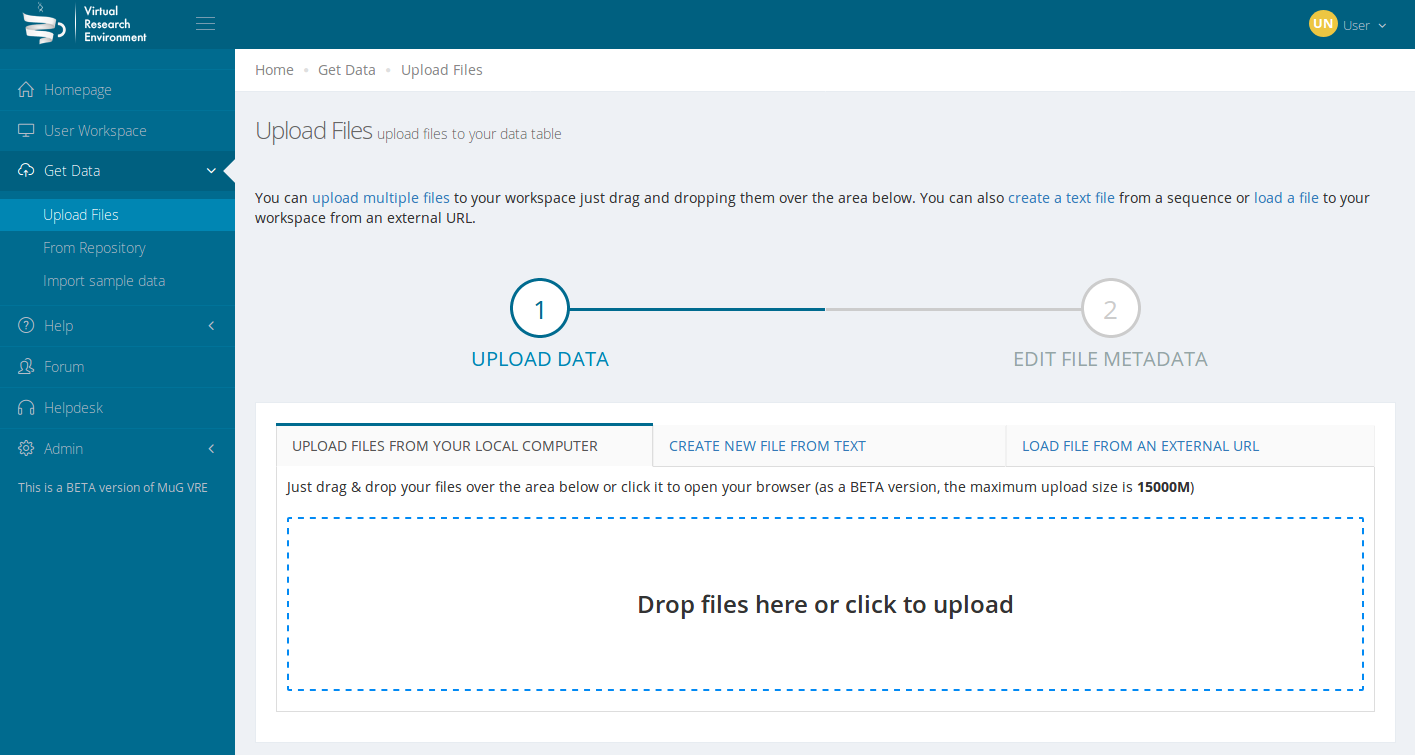 Virtual
Research
Environment
UN User
Homepage
User Workspace
Get Data
Upload Files
From Repository
Import sample data
Help
Forum
Helpdesk
Admin
This is a BETA version of MuG VRE
Home • Get Data • Upload Files
Upload Files upload files to your data table
You can upload multiple files to your workspace just drag and dropping them over the area below. You can also create a text file from a sequence or load a file to your
workspace from an external URL.
1 2
UPLOAD DATA EDIT FILE METADATA
UPLOAD FILES FROM YOUR LOCAL COMPUTER CREATE NEW FILE FROM TEXT LOAD FILE FROM AN EXTERNAL URL
Just drag & drop your files over the area below or click it to open your browser (as a BETA version, the maximum upload size is 15000M)
Drop files here or click to upload